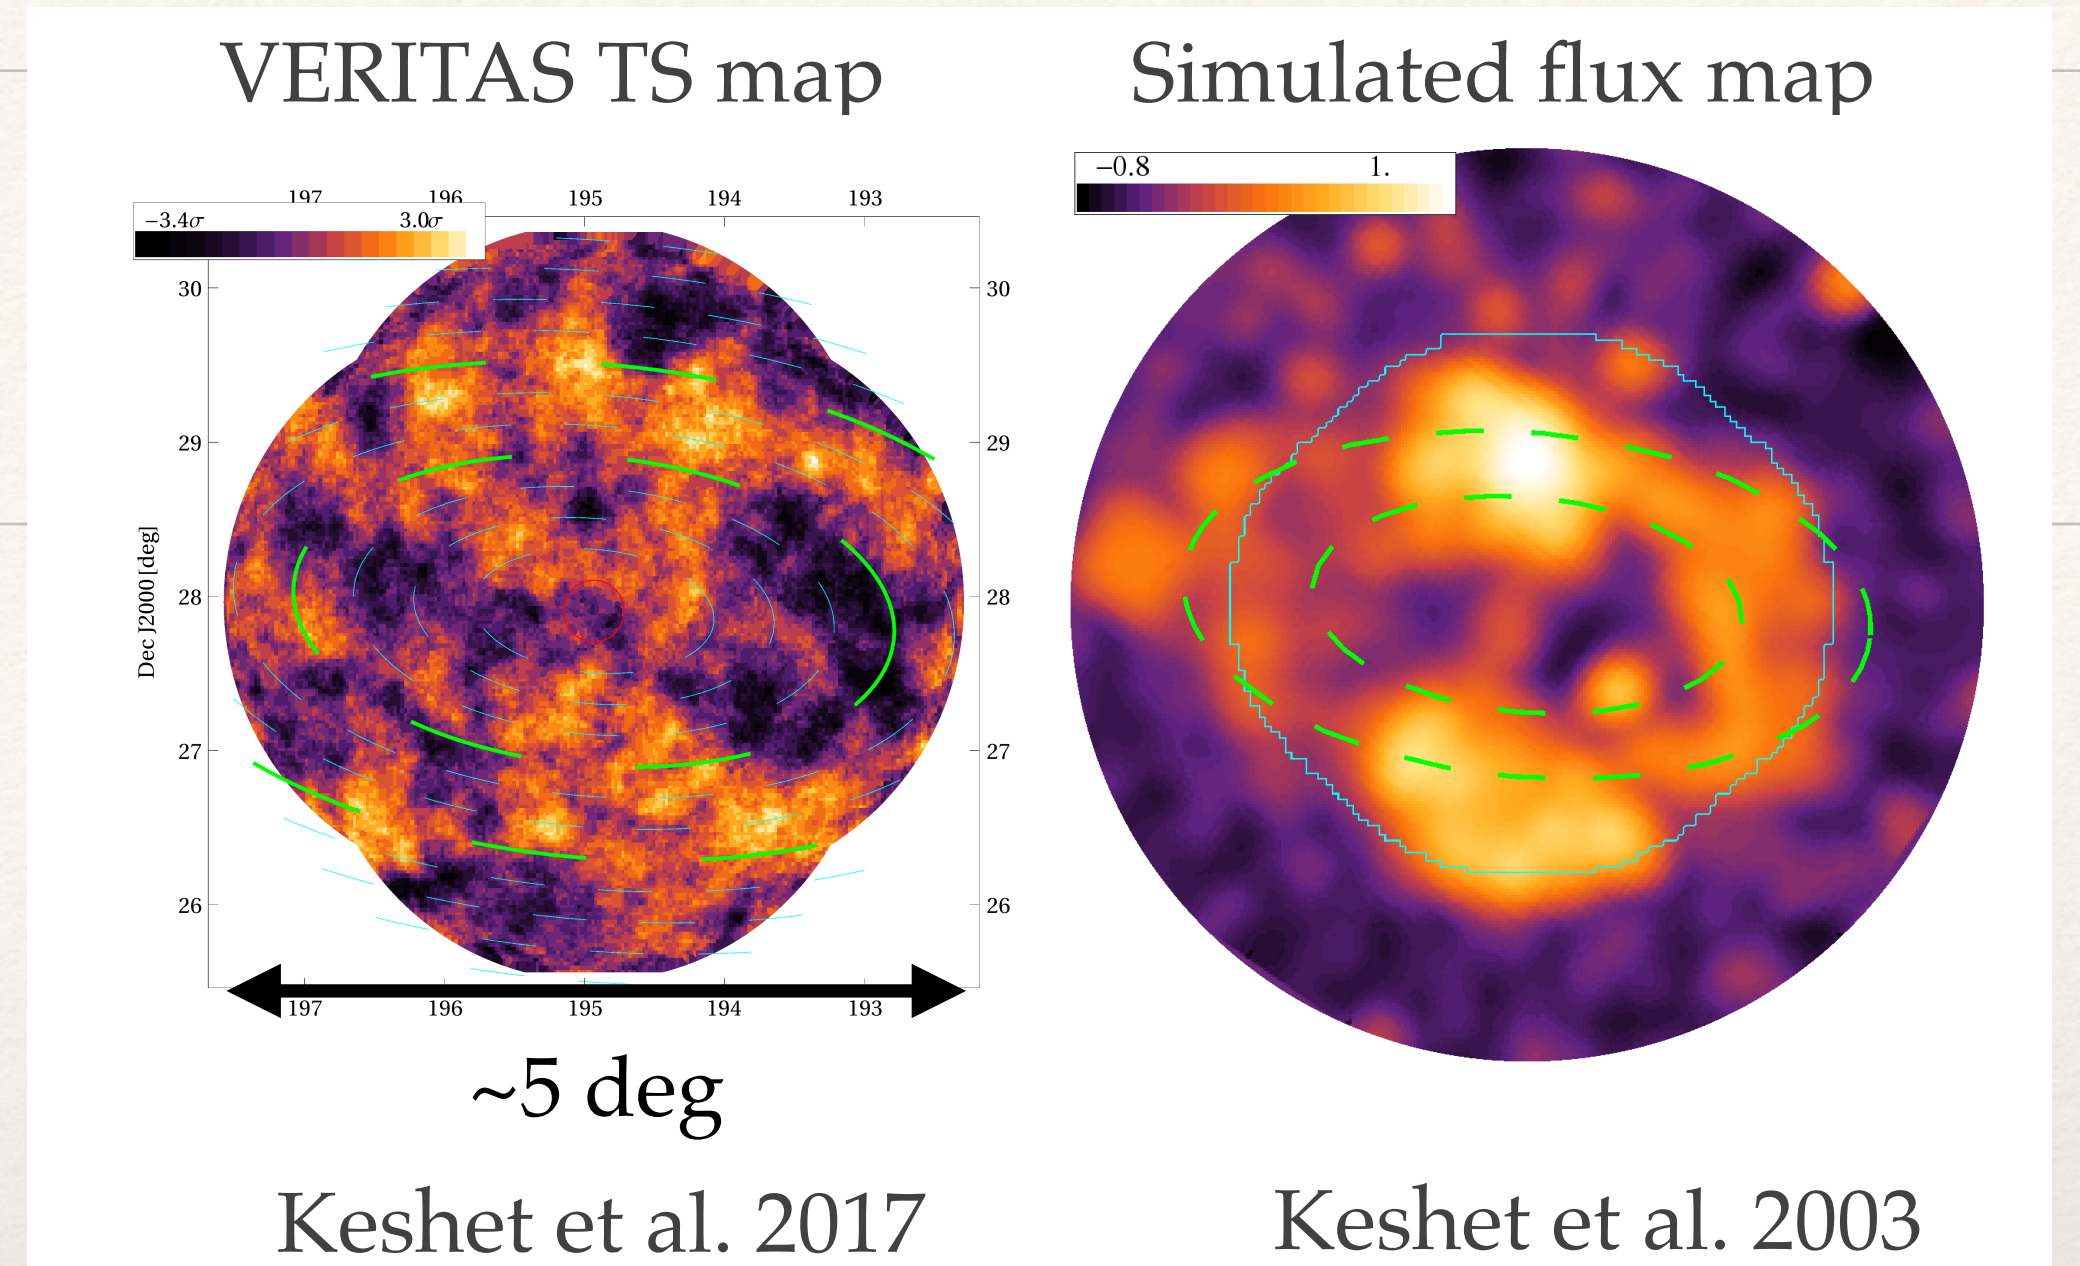 VERITAS TS map
Simulated flux map
−0.8 1.
197 196 195 194 193
−3.4σ 3.0σ
30 30
29 29
28 28
Dec J2000 [deg]
27 27
26 26
197 196 195 194 193
~5 deg
Keshet et al. 2017
Keshet et al. 2003